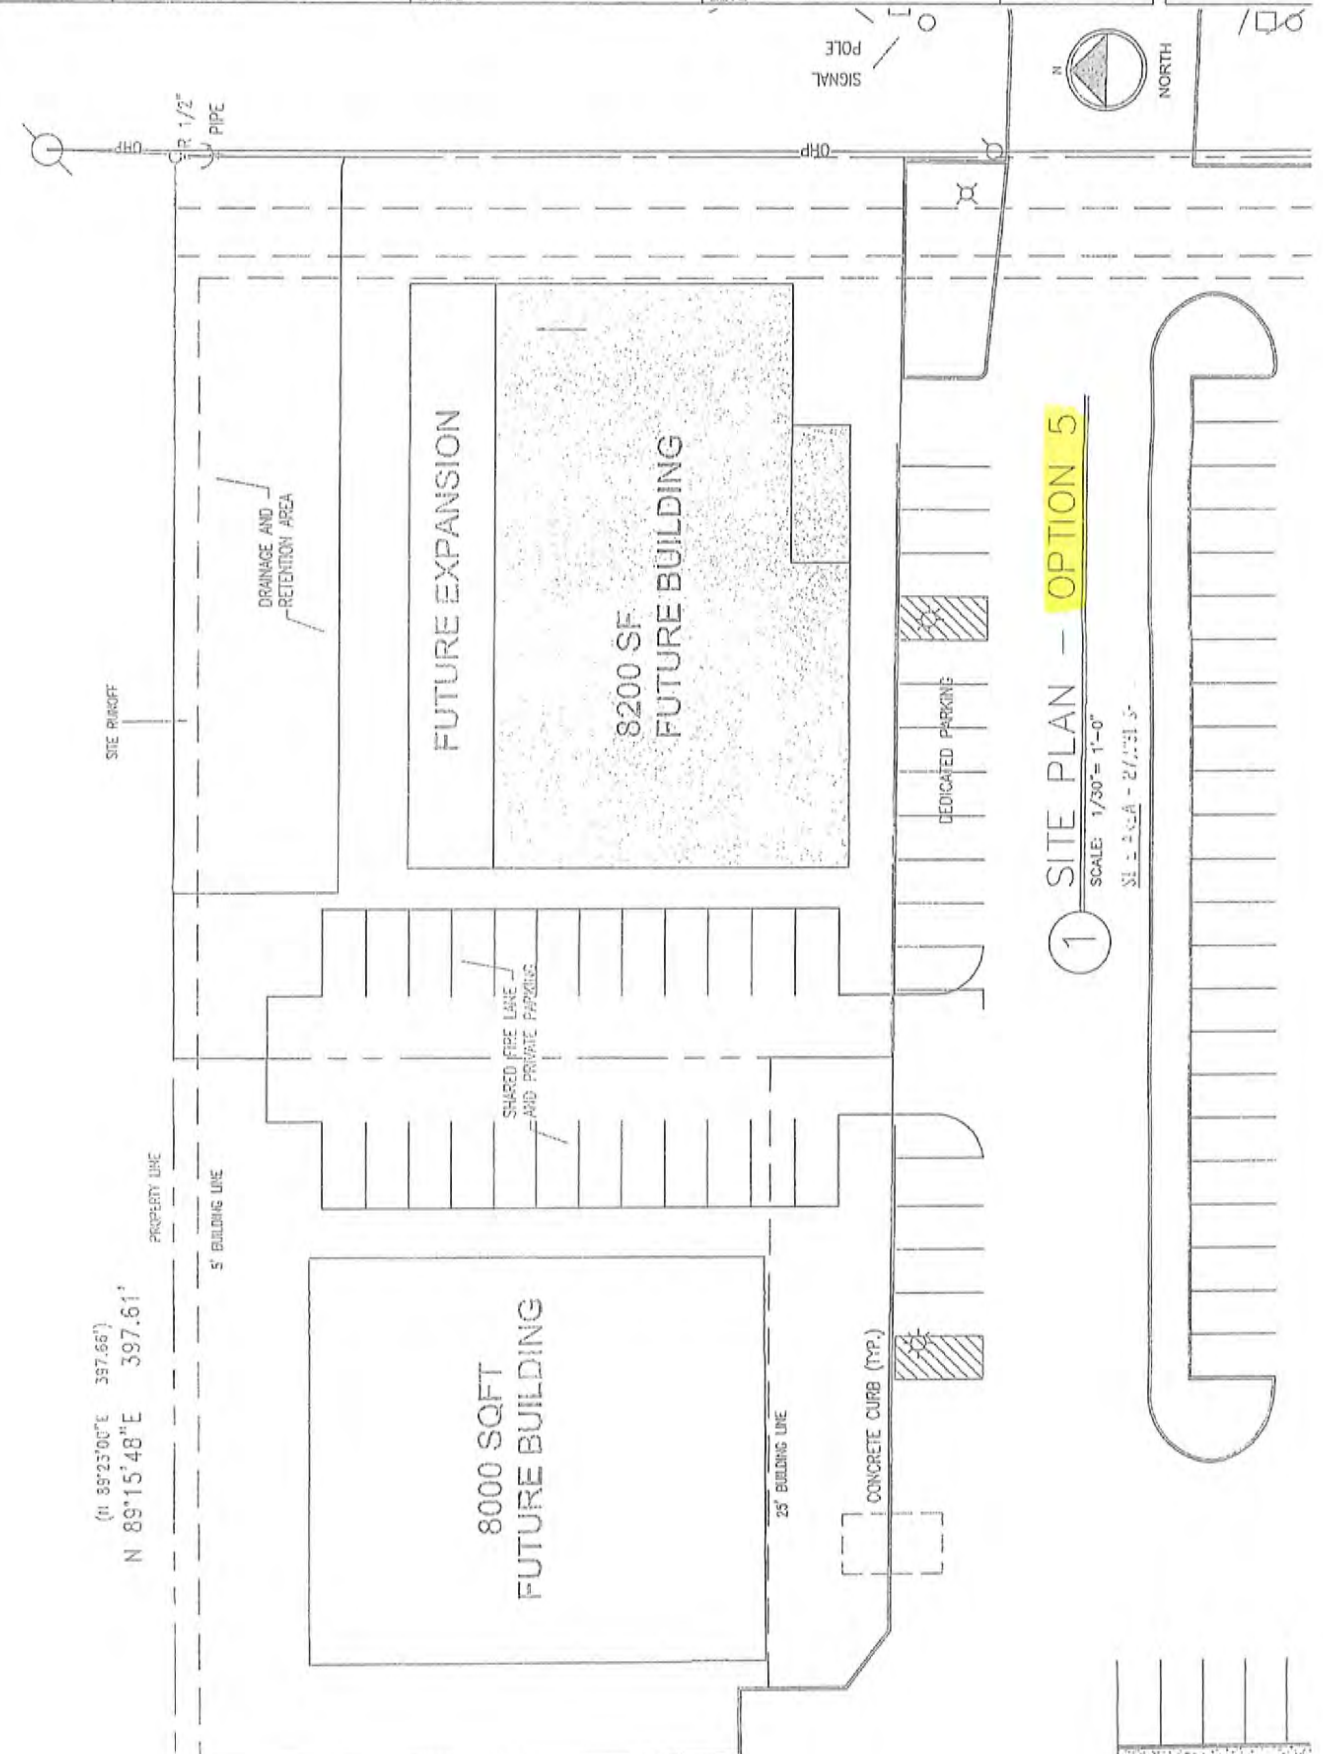 SIGNAL
POLE
N
NORTH
R 1/2"
PIPE
OHP
OHP
DRAINAGE AND
RETENTION AREA
SITE RUNOFF
FUTURE EXPANSION
8200 SF
FUTURE BUILDING
DEDICATED PARKING
1
SITE PLAN - OPTION 5
SCALE: 1/30"= 1'-0"
SHARED FIRE LANE
AND PRIVATE PARKING
PROPERTY LINE
5' BUILDING LINE
(N 89°23'00"E 397.66')
N 89°15'48"E 397.61'
8000 SQFT
FUTURE BUILDING
25' BUILDING LINE
CONCRETE CURB (TYP.)